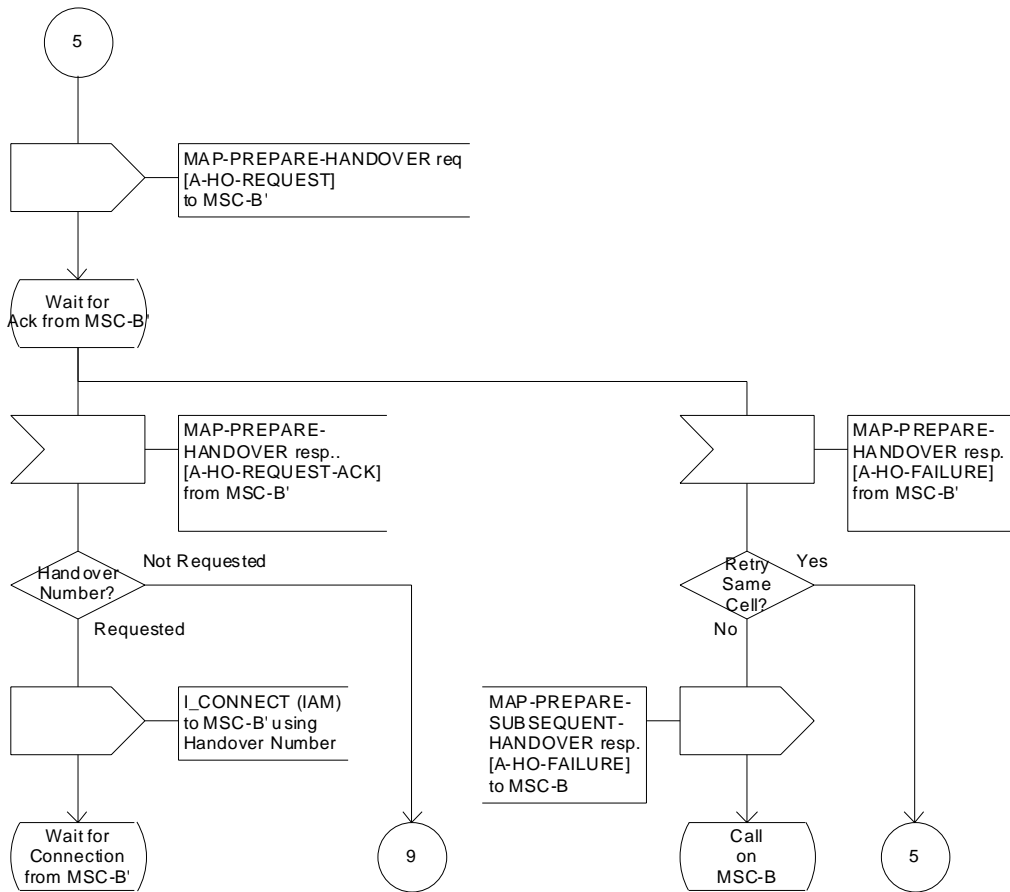 5
MAP-PREPARE-HANDOVER req
[A-HO-REQUEST]
to MSC-B'
Wait for
Ack from MSC-B'
MAP-PREPARE-
HANDOVER resp..
[A-HO-REQUEST-ACK]
from MSC-B'
MAP-PREPARE-
HANDOVER resp.
[A-HO-FAILURE]
from MSC-B'
Handover
Number?
Not Requested
Requested
Retry
Same
Cell?
Yes
No
I_CONNECT (IAM)
to MSC-B' using
Handover Number
MAP-PREPARE-
SUBSEQUENT-
HANDOVER resp.
[A-HO-FAILURE]
to MSC-B
Wait for
Connection
from MSC-B'
9
Call
on
MSC-B
5